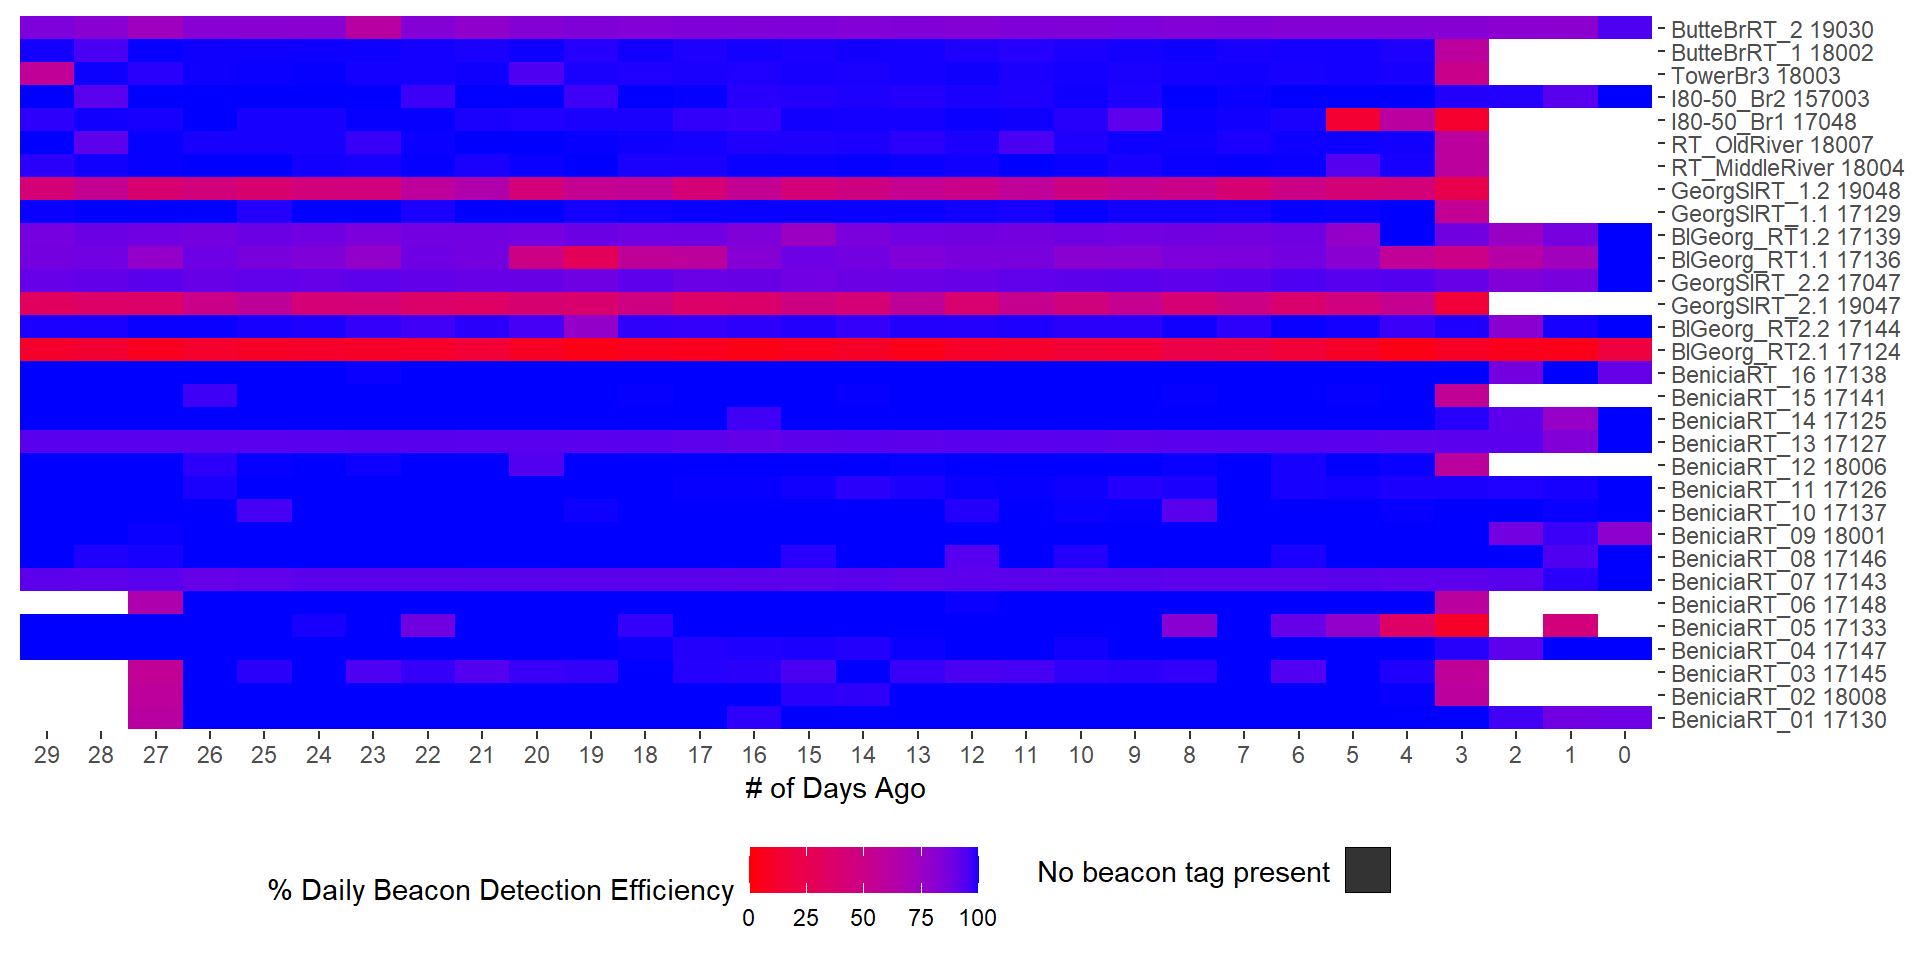 ButteBrRT_2 19030
ButteBrRT_1 18002
TowerBr3 18003
I80-50_Br2 157003
I80-50_Br1 17048
RT_OldRiver 18007
RT_MiddleRiver 18004
GeorgSlRT_1.2 19048
GeorgSlRT_1.1 17129
BlGeorg_RT1.2 17139
BlGeorg_RT1.1 17136
GeorgSlRT_2.2 17047
GeorgSlRT_2.1 19047
BlGeorg_RT2.2 17144
BlGeorg_RT2.1 17124
BeniciaRT_16 17138
BeniciaRT_15 17141
BeniciaRT_14 17125
BeniciaRT_13 17127
BeniciaRT_12 18006
BeniciaRT_11 17126
BeniciaRT_10 17137
BeniciaRT_09 18001
BeniciaRT_08 17146
BeniciaRT_07 17143
BeniciaRT_06 17148
BeniciaRT_05 17133
BeniciaRT_04 17147
BeniciaRT_03 17145
BeniciaRT_02 18008
BeniciaRT_01 17130
29 28 27 26 25 24 23 22 21 20 19 18 17 16 15 14 13 12 11 10 9 8 7 6 5 4 3 2 1 0
# of Days Ago
% Daily Beacon Detection Efficiency
0 25 50 75 100
No beacon tag present